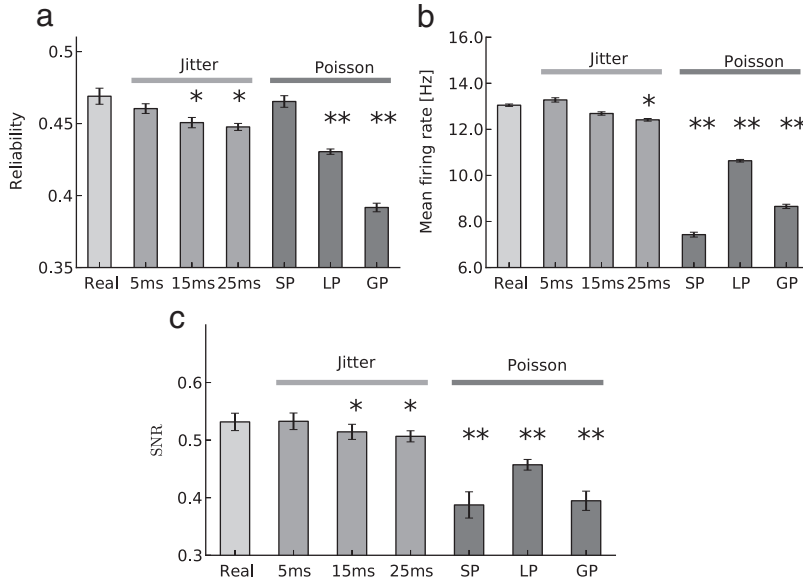 a
0.5
0.45
0.4
0.35
Reliability
Jitter
Poisson
*
*
**
**
Real 5ms 15ms 25ms SP LP GP
b
16.0
14.0
12.0
10.0
8.0
6.0
Mean firing rate [Hz]
Jitter
Poisson
*
**
**
**
Real 5ms 15ms 25ms SP LP GP
c
0.6
0.5
0.4
0.3
SNR
Jitter
Poisson
*
*
**
**
**
Real 5ms 15ms 25ms SP LP GP